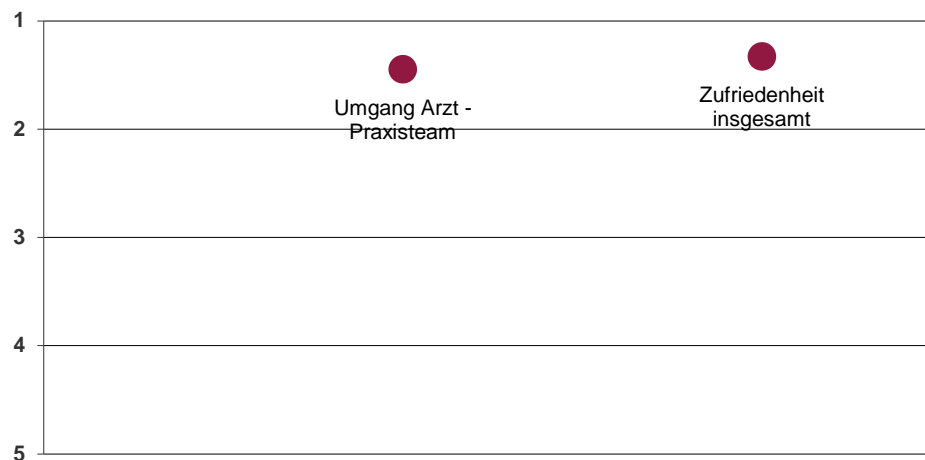 1
Umgang Arzt -
Praxisteam
Zufriedenheit
insgesamt
2
3
4
5